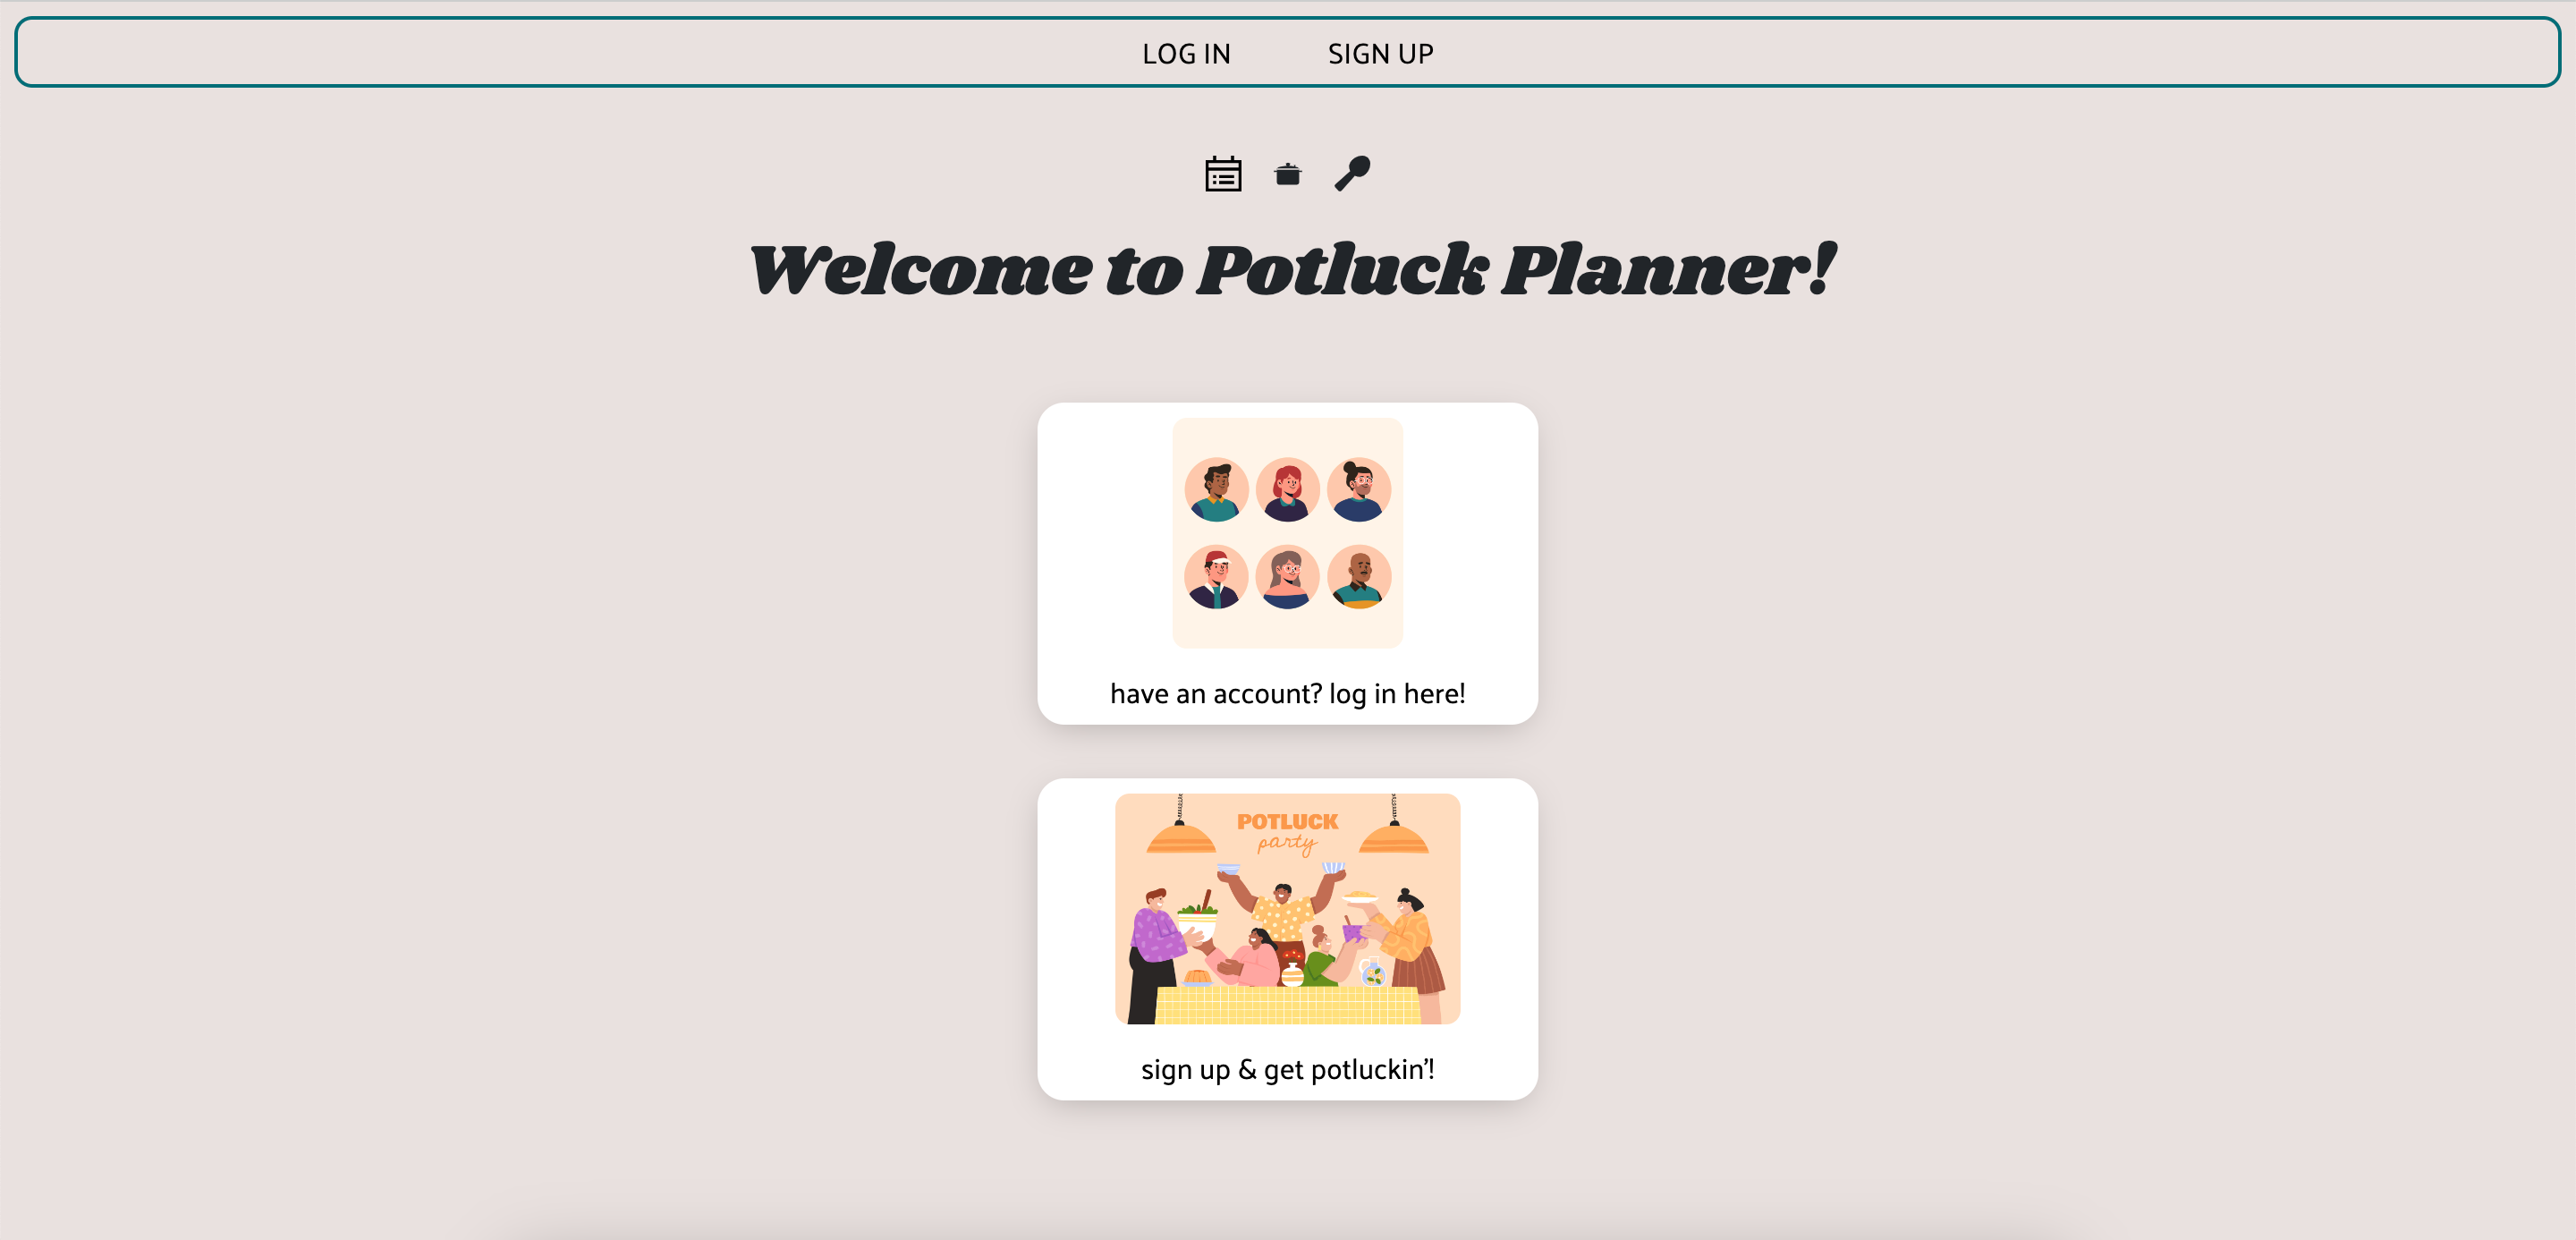 LOG IN SIGN UP
Welcome to Potluck Planner!
have an account? log in here!
POTLUCK
party
sign up & get potluckin'!